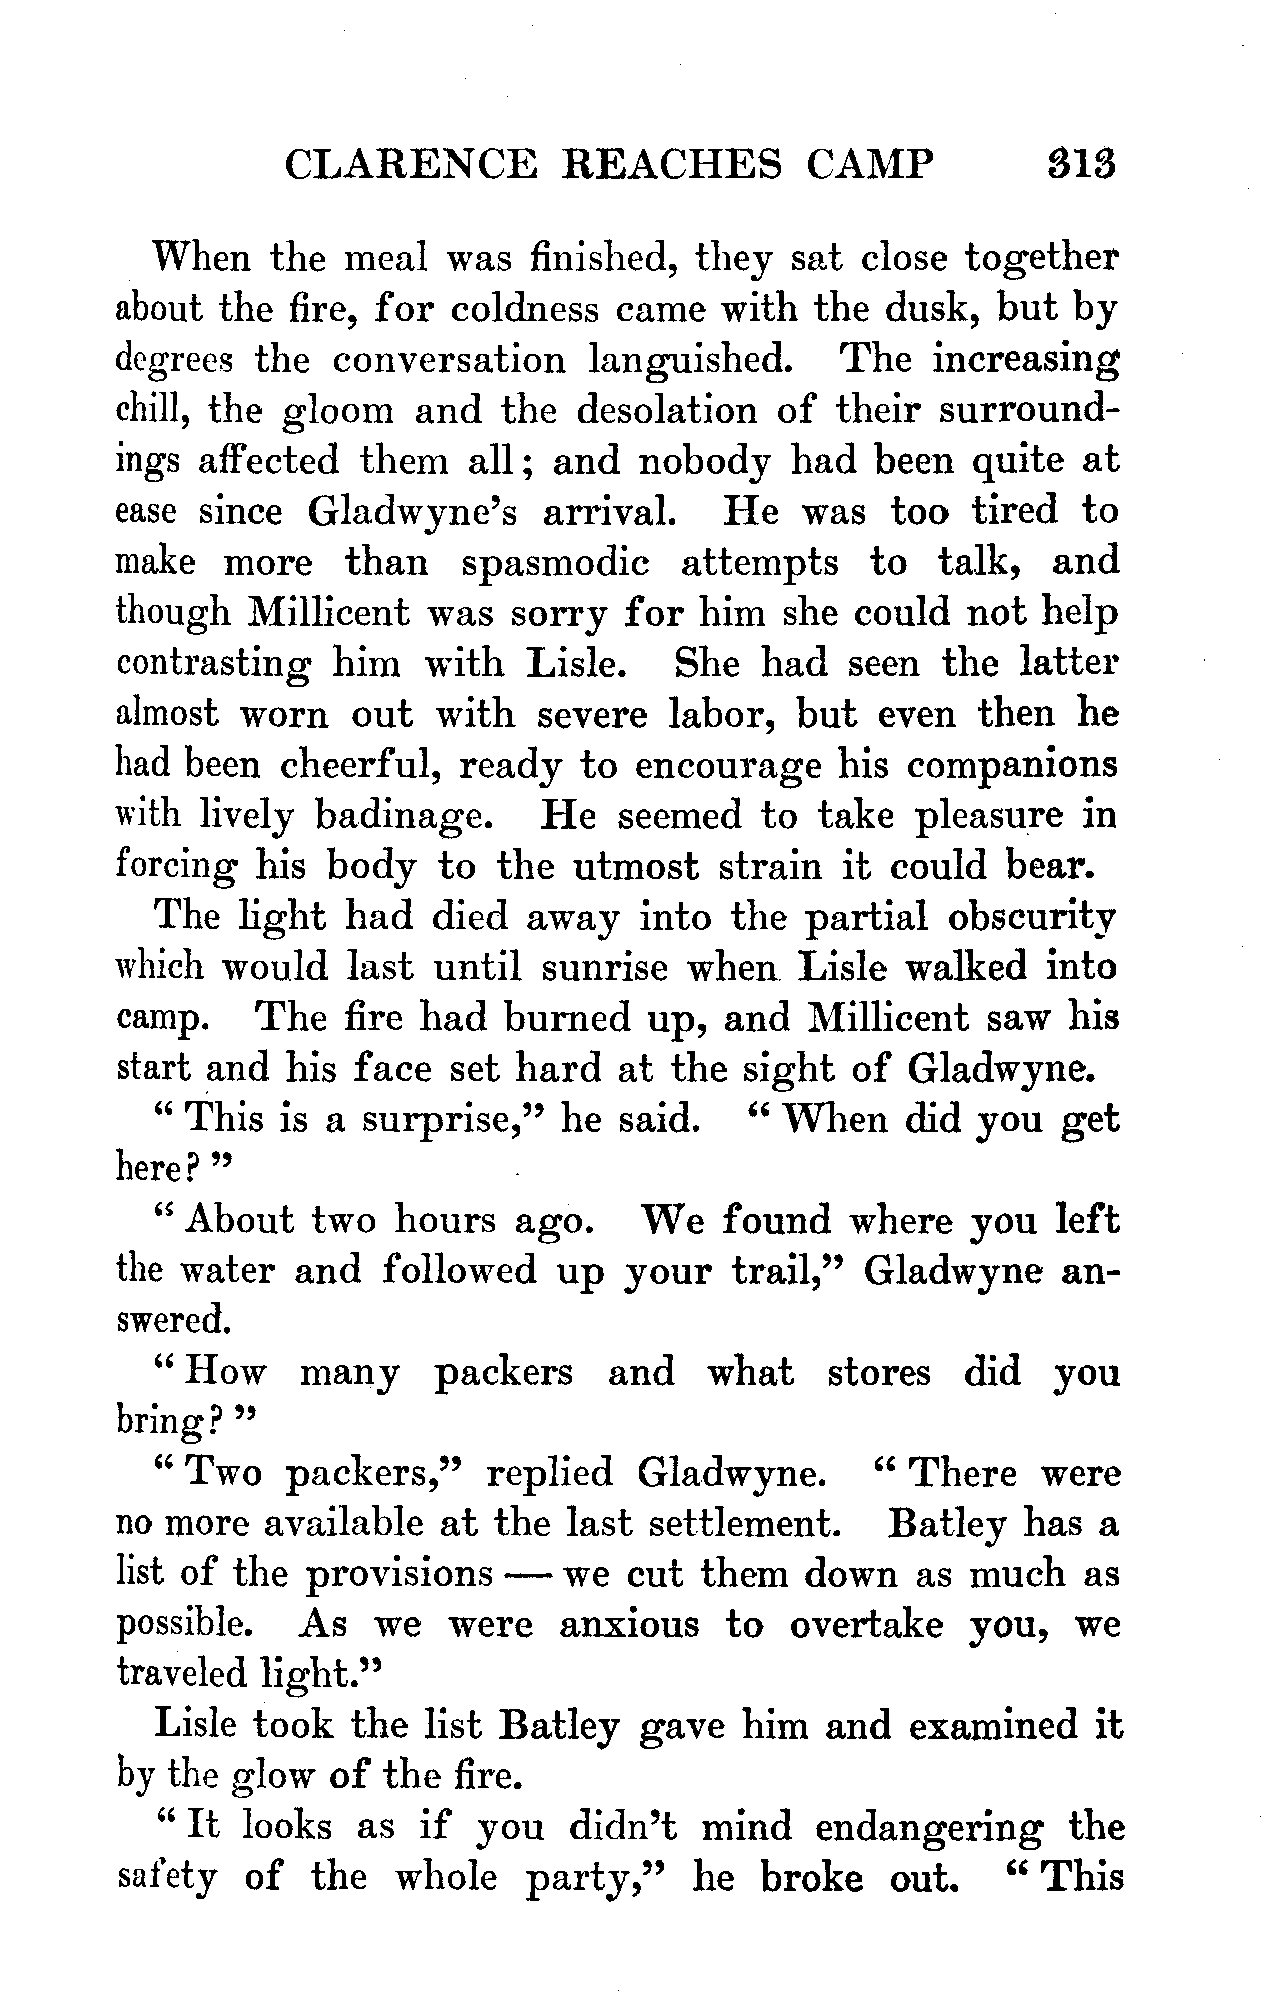 CLARENCE REACHES CAMP 313
When the meal was finished, they sat close together
about the fire, for coldness came with the dusk, but by
degrees the conversation languished. The increasing
chill, the gloom and the desolation of their surround-
ings affected them all; and nobody had been quite at
ease since Gladwyne's arrival. He was too tired to
make more than spasmodic attempts to talk, and
though Millicent was sorry for him she could not help
contrasting him with Lisle. She had seen the latter
almost worn out with severe labor, but even then he
had been cheerful, ready to encourage his companions
with lively badinage. He seemed to take pleasure in
forcing his body to the utmost strain it could bear.
The light had died away into the partial obscurity
which would last until sunrise when Lisle walked into
camp. The fire had burned up, and Millicent saw his
start and his face set hard at the sight of Gladwyne.
" This is a surprise," he said. " When did you get
here? "
" About two hours ago. We found where you left
the water and followed up your trail," Gladwyne an-
swered.
" How many packers and what stores did you
bring? "
" Two packers," replied Gladwyne. " There were
no more available at the last settlement. Batley has a
list of the provisions — we cut them down as much as
possible. As we were anxious to overtake you, we
traveled light."
Lisle took the list Batley gave him and examined it
by the glow of the fire.
" It looks as if you didn't mind endangering the
safety of the whole party," he broke out. " This